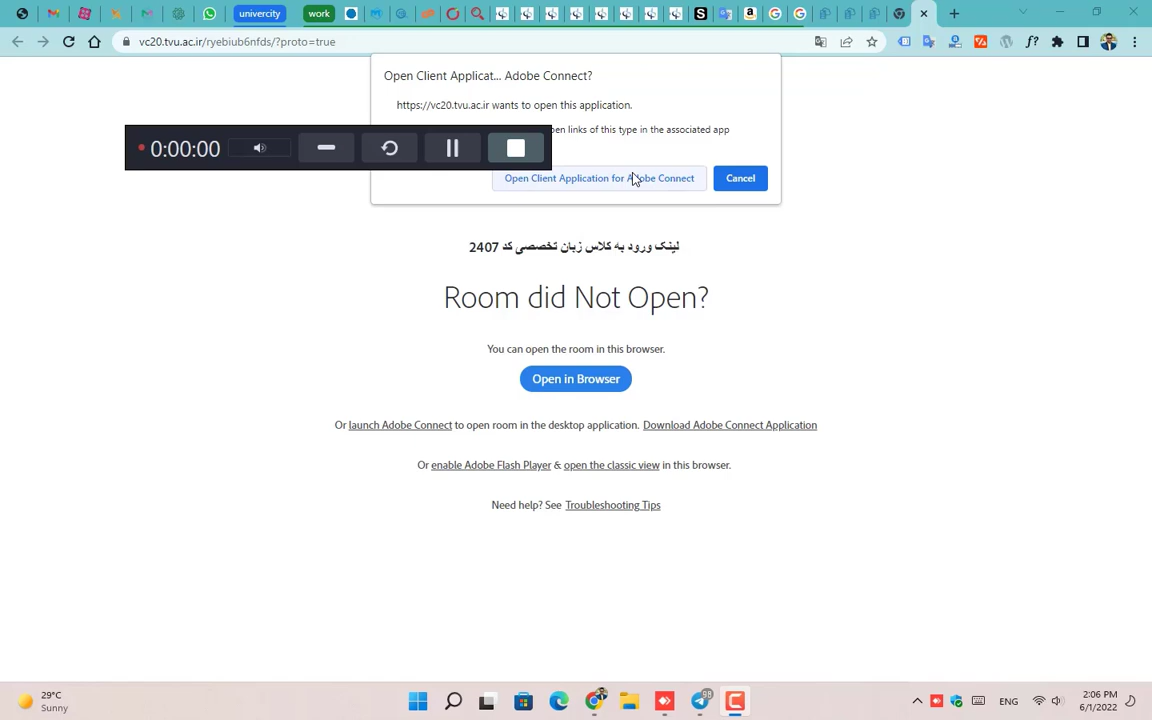 univercity
work
vc20.tvu.ac.ir/ryebiub6nfds/?proto=true
Open Client Applicat... Adobe Connect?
https://vc20.tvu.ac.ir wants to open this application.
open links of this type in the associated app
0:00:00
Open Client Application for Adobe Connect
Cancel
لینک ورود به کلاس زبان تخصصی کد 2407
Room did Not Open?
You can open the room in this browser.
Open in Browser
Or launch Adobe Connect to open room in the desktop application. Download Adobe Connect Application
Or enable Adobe Flash Player & open the classic view in this browser.
Need help? See Troubleshooting Tips
29°C
Sunny
98
ENG
2:06 PM
6/1/2022